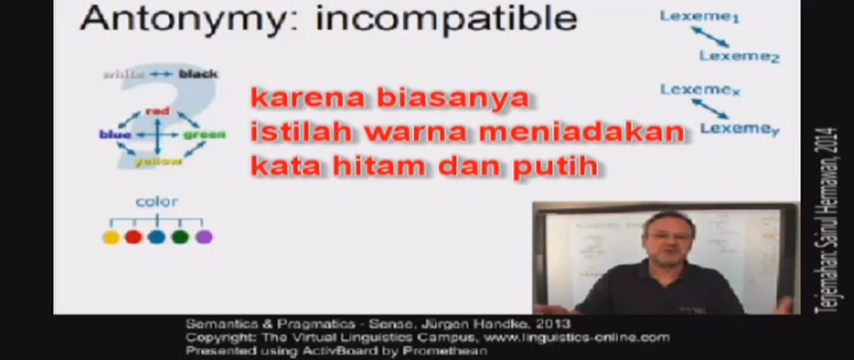 Antonymy: incompatible
Lexeme1
Lexeme2
Lexemex
Lexemey
white black
red
blue green
yellow
color
karena biasanya
istilah warna meniadakan
kata hitam dan putih
Terjemahan: Sainul Hermawan, 2014
Semantics & Pragmatics - Sense, Jürgen Handke, 2013
Copyright: The Virtual Linguistics Campus, www.linguistics-online.com
Presented using ActivBoard by Promethean